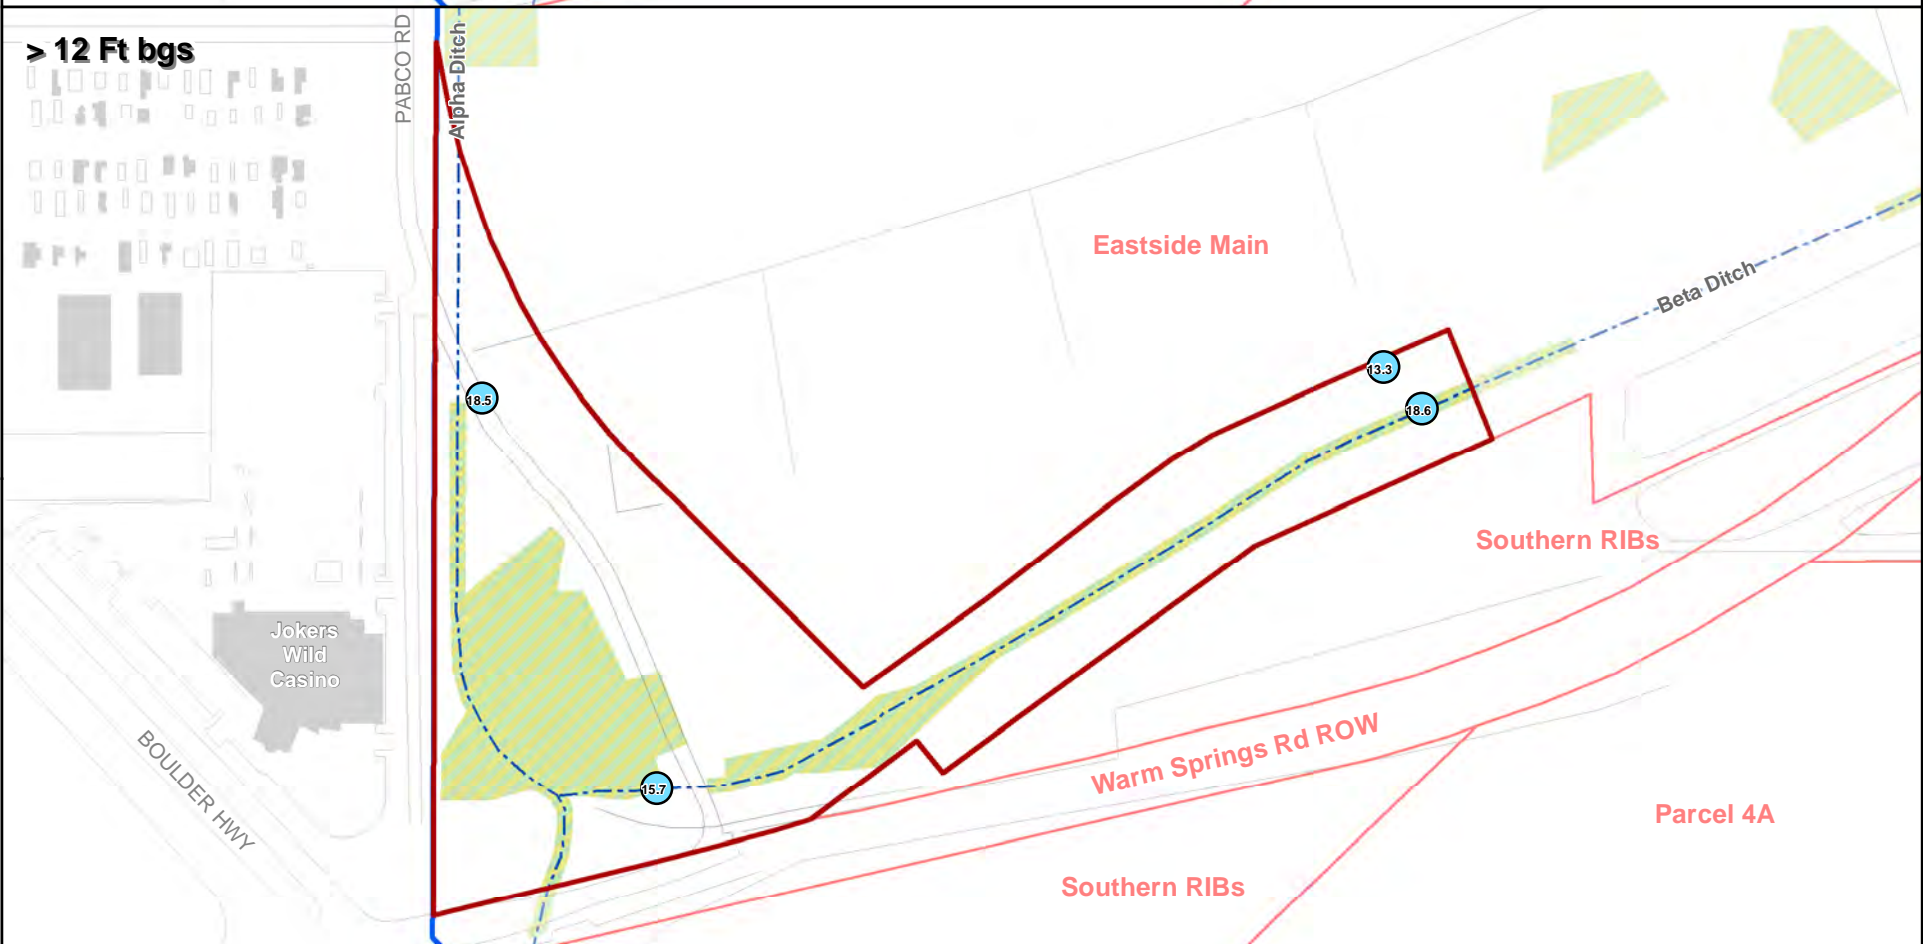 > 12 Ft bgs
PABCO RD
Alpha Ditch
Eastside Main
Beta Ditch
13.3
18.6
18.5
Southern RIBs
Jokers
Wild
Casino
BOULDER HWY
15.7
Warm Springs Rd ROW
Parcel 4A
Southern RIBs